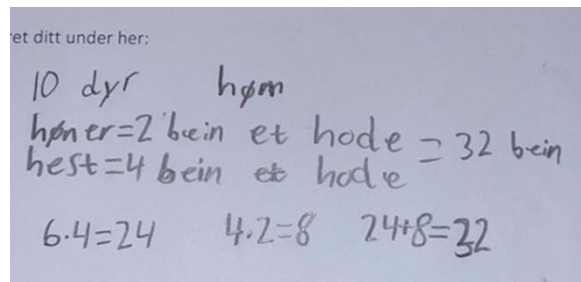 et ditt under her:
10 dyr høm
høner=2 bein et hode = 32 bein
hest=4 bein et hode
6·4=24 4·2=8 24+8=32